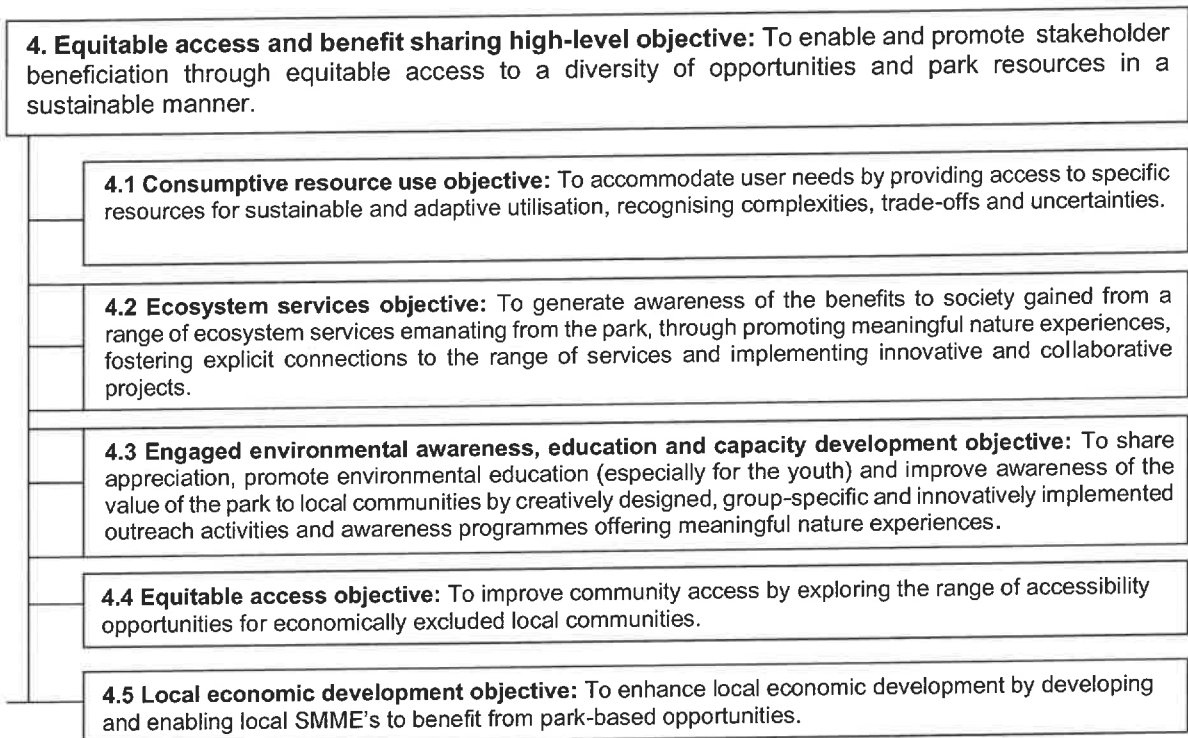 4. Equitable access and benefit sharing high-level objective: To enable and promote stakeholder
beneficiation through equitable access to a diversity of opportunities and park resources in a
sustainable manner.
4.1 Consumptive resource use objective: To accommodate user needs by providing access to specific
resources for sustainable and adaptive utilisation, recognising complexities, trade-offs and uncertainties.
4.2 Ecosystem services objective: To generate awareness of the benefits to society gained from a
range of ecosystem services emanating from the park, through promoting meaningful nature experiences,
fostering explicit connections to the range of services and implementing innovative and collaborative
projects.
4.3 Engaged environmental awareness, education and capacity development objective: To share
appreciation, promote environmental education (especially for the youth) and improve awareness of the
value of the park to local communities by creatively designed, group-specific and innovatively implemented
outreach activities and awareness programmes offering meaningful nature experiences.
4.4 Equitable access objective: To improve community access by exploring the range of accessibility
opportunities for economically excluded local communities.
4.5 Local economic development objective: To enhance local economic development by developing
and enabling local SMME's to benefit from park-based opportunities.